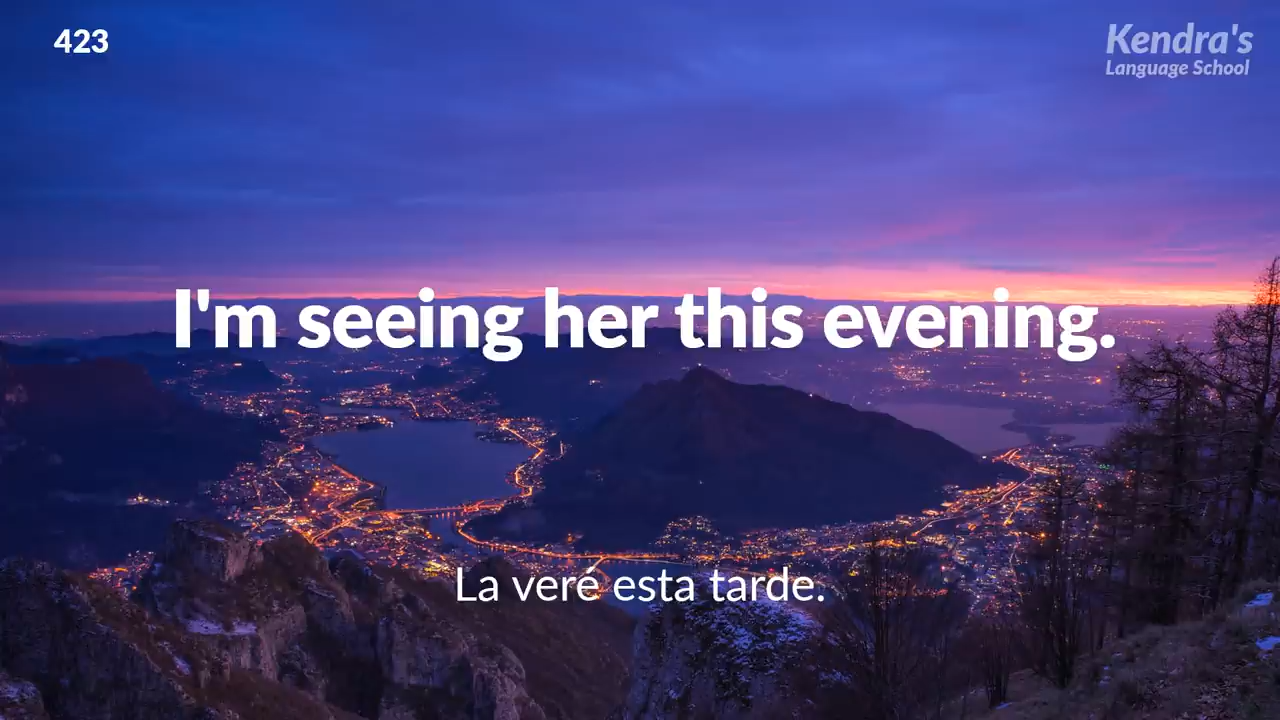 423
Kendra's
Language School
I'm seeing her this evening.
La veré esta tarde.